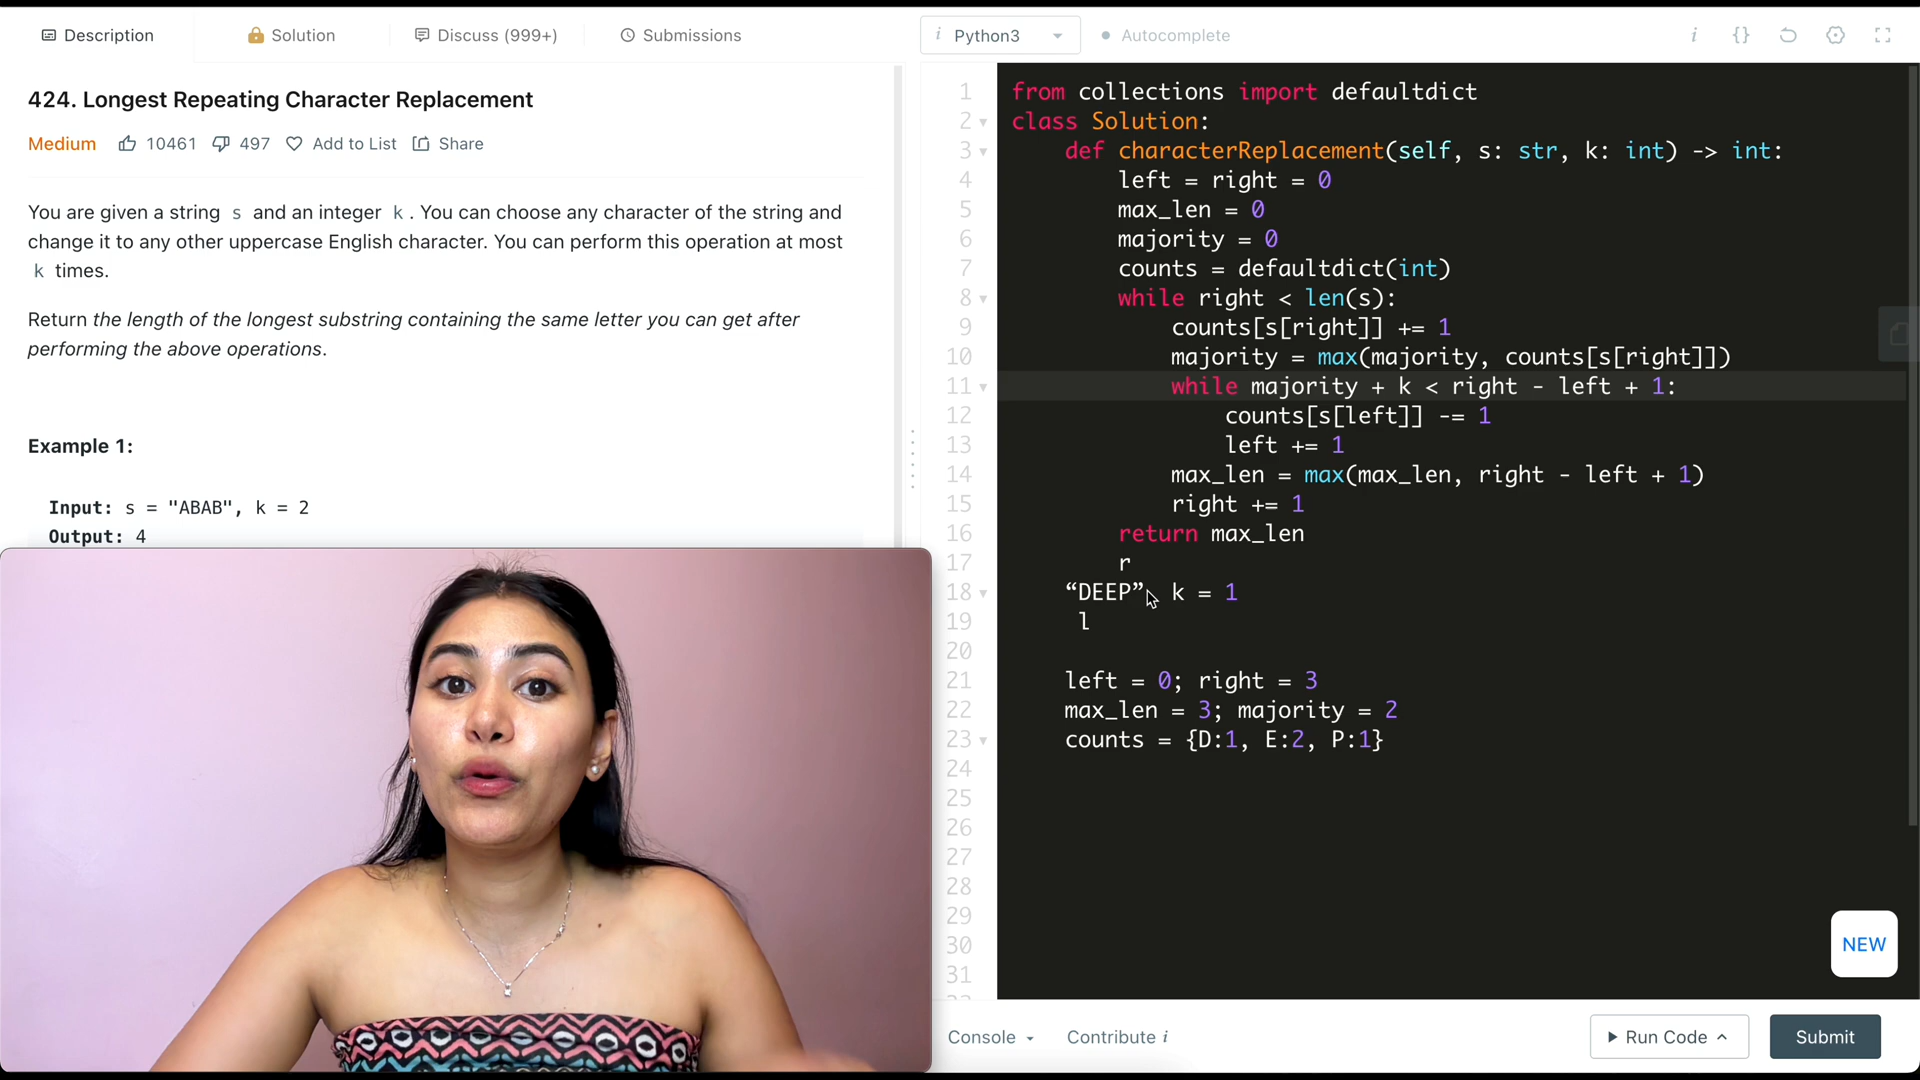 Description
Solution
Discuss (999+)
Submissions
i Python3
Autocomplete
i {}
424. Longest Repeating Character Replacement
Medium 10461 497 Add to List Share
You are given a string s and an integer k . You can choose any character of the string and
change it to any other uppercase English character. You can perform this operation at most
k times.
Return the length of the longest substring containing the same letter you can get after
performing the above operations.
Example 1:
Input: s = "ABAB", k = 2
Output: 4
1 from collections import defaultdict
2 class Solution:
3 def characterReplacement(self, s: str, k: int) -> int:
4 left = right = 0
5 max_len = 0
6 majority = 0
7 counts = defaultdict(int)
8 while right < len(s):
9 counts[s[right]] += 1
10 majority = max(majority, counts[s[right]])
11 while majority + k < right - left + 1:
12 counts[s[left]] -= 1
13 left += 1
14 max_len = max(max_len, right - left + 1)
15 right += 1
16 return max_len
17 r
18 “DEEP” k = 1
19 l
20
21 left = 0; right = 3
22 max_len = 3; majority = 2
23 counts = {D:1, E:2, P:1}
24
25
26
27
28
29
30
31
NEW
Console
Contribute i
Run Code
Submit